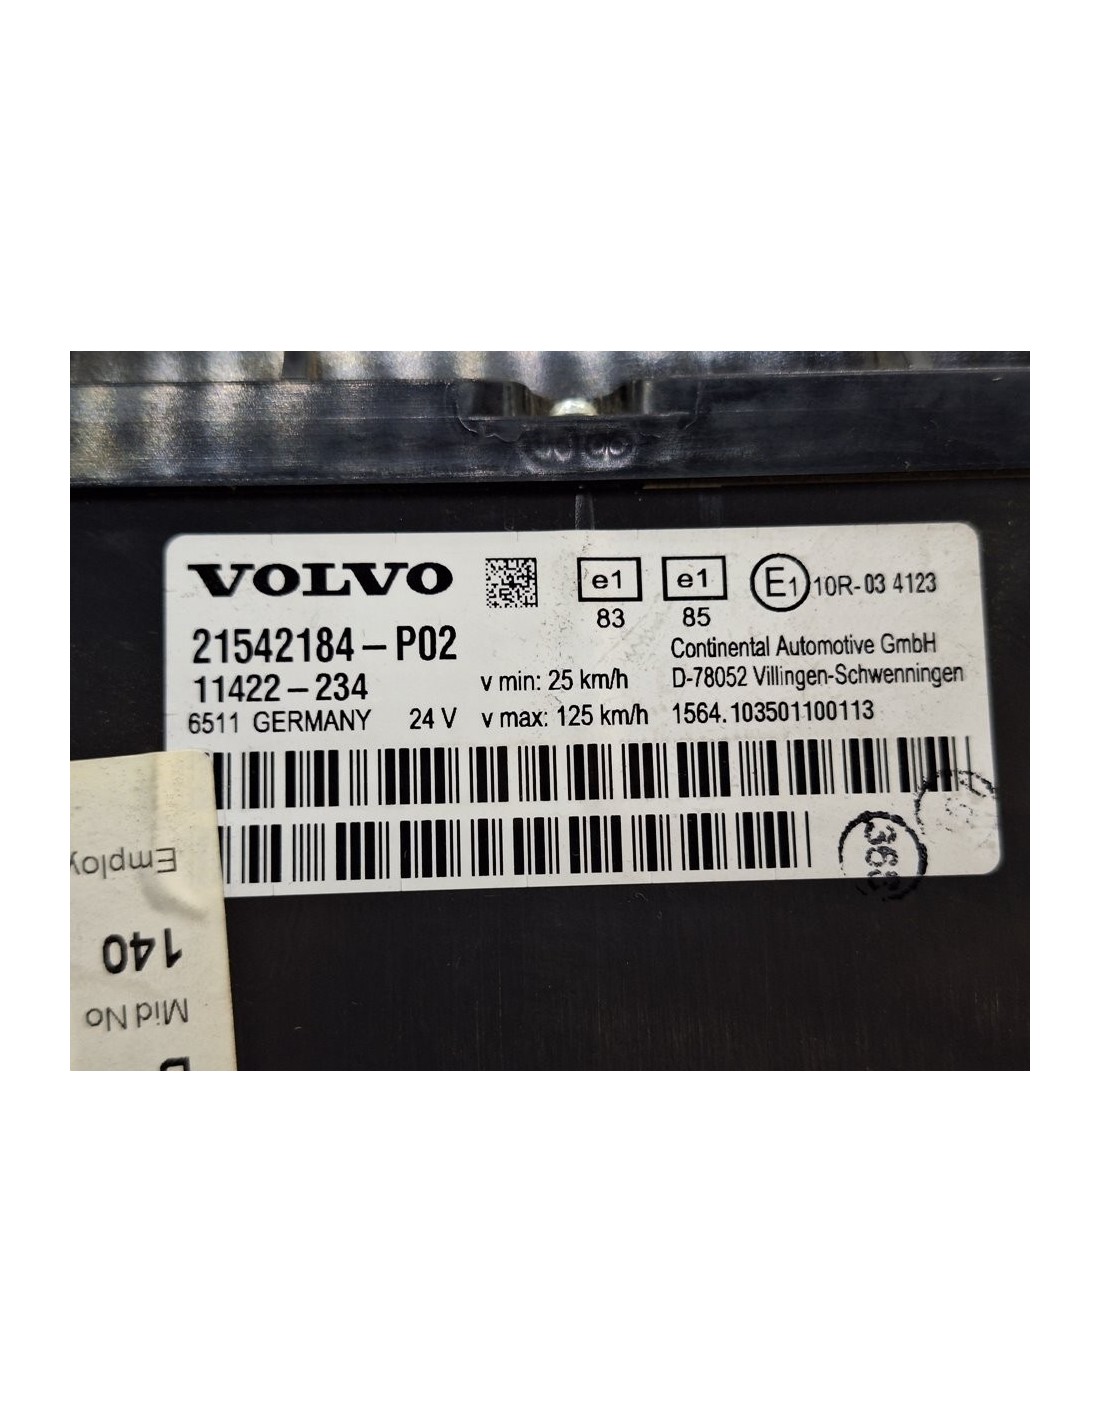 VOLVO
e1
83
e1
85
E1 10R-03 4123
21542184-P02
Continental Automotive GmbH
11422-234
v min: 25 km/h
D-78052 Villingen-Schwenningen
6511 GERMANY
24 V
v max: 125 km/h
1564.103501100113
Employ
140
Mid No